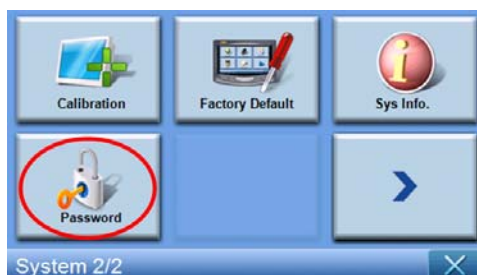 Calibration
Factory Default
Sys Info.
Password
System 2/2